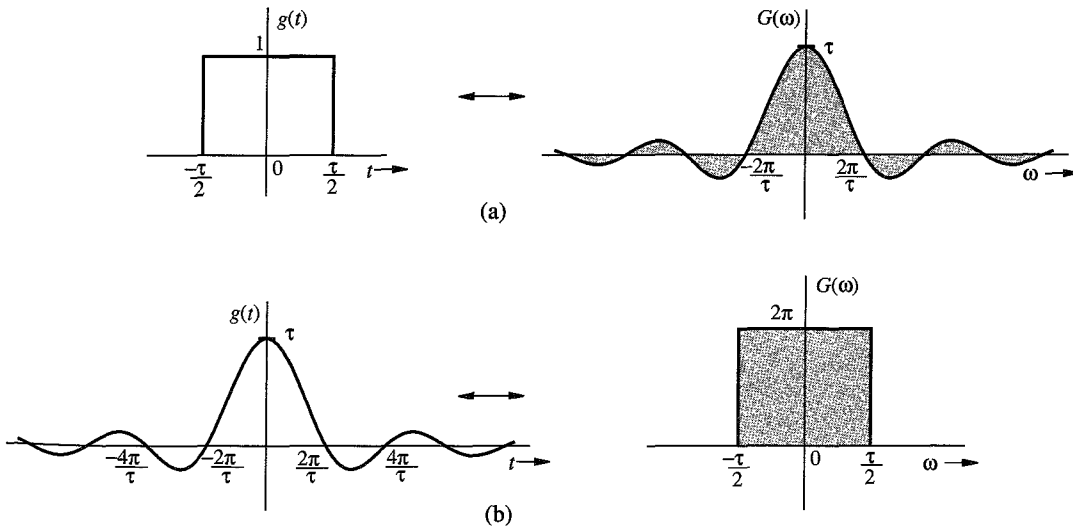 g(t)
1
-τ/2
0
τ/2
t
G(ω)
τ
-2π/τ
2π/τ
ω
(a)
g(t)
τ
-4π/τ
-2π/τ
2π/τ
4π/τ
t
G(ω)
2π
-τ/2
0
τ/2
ω
(b)